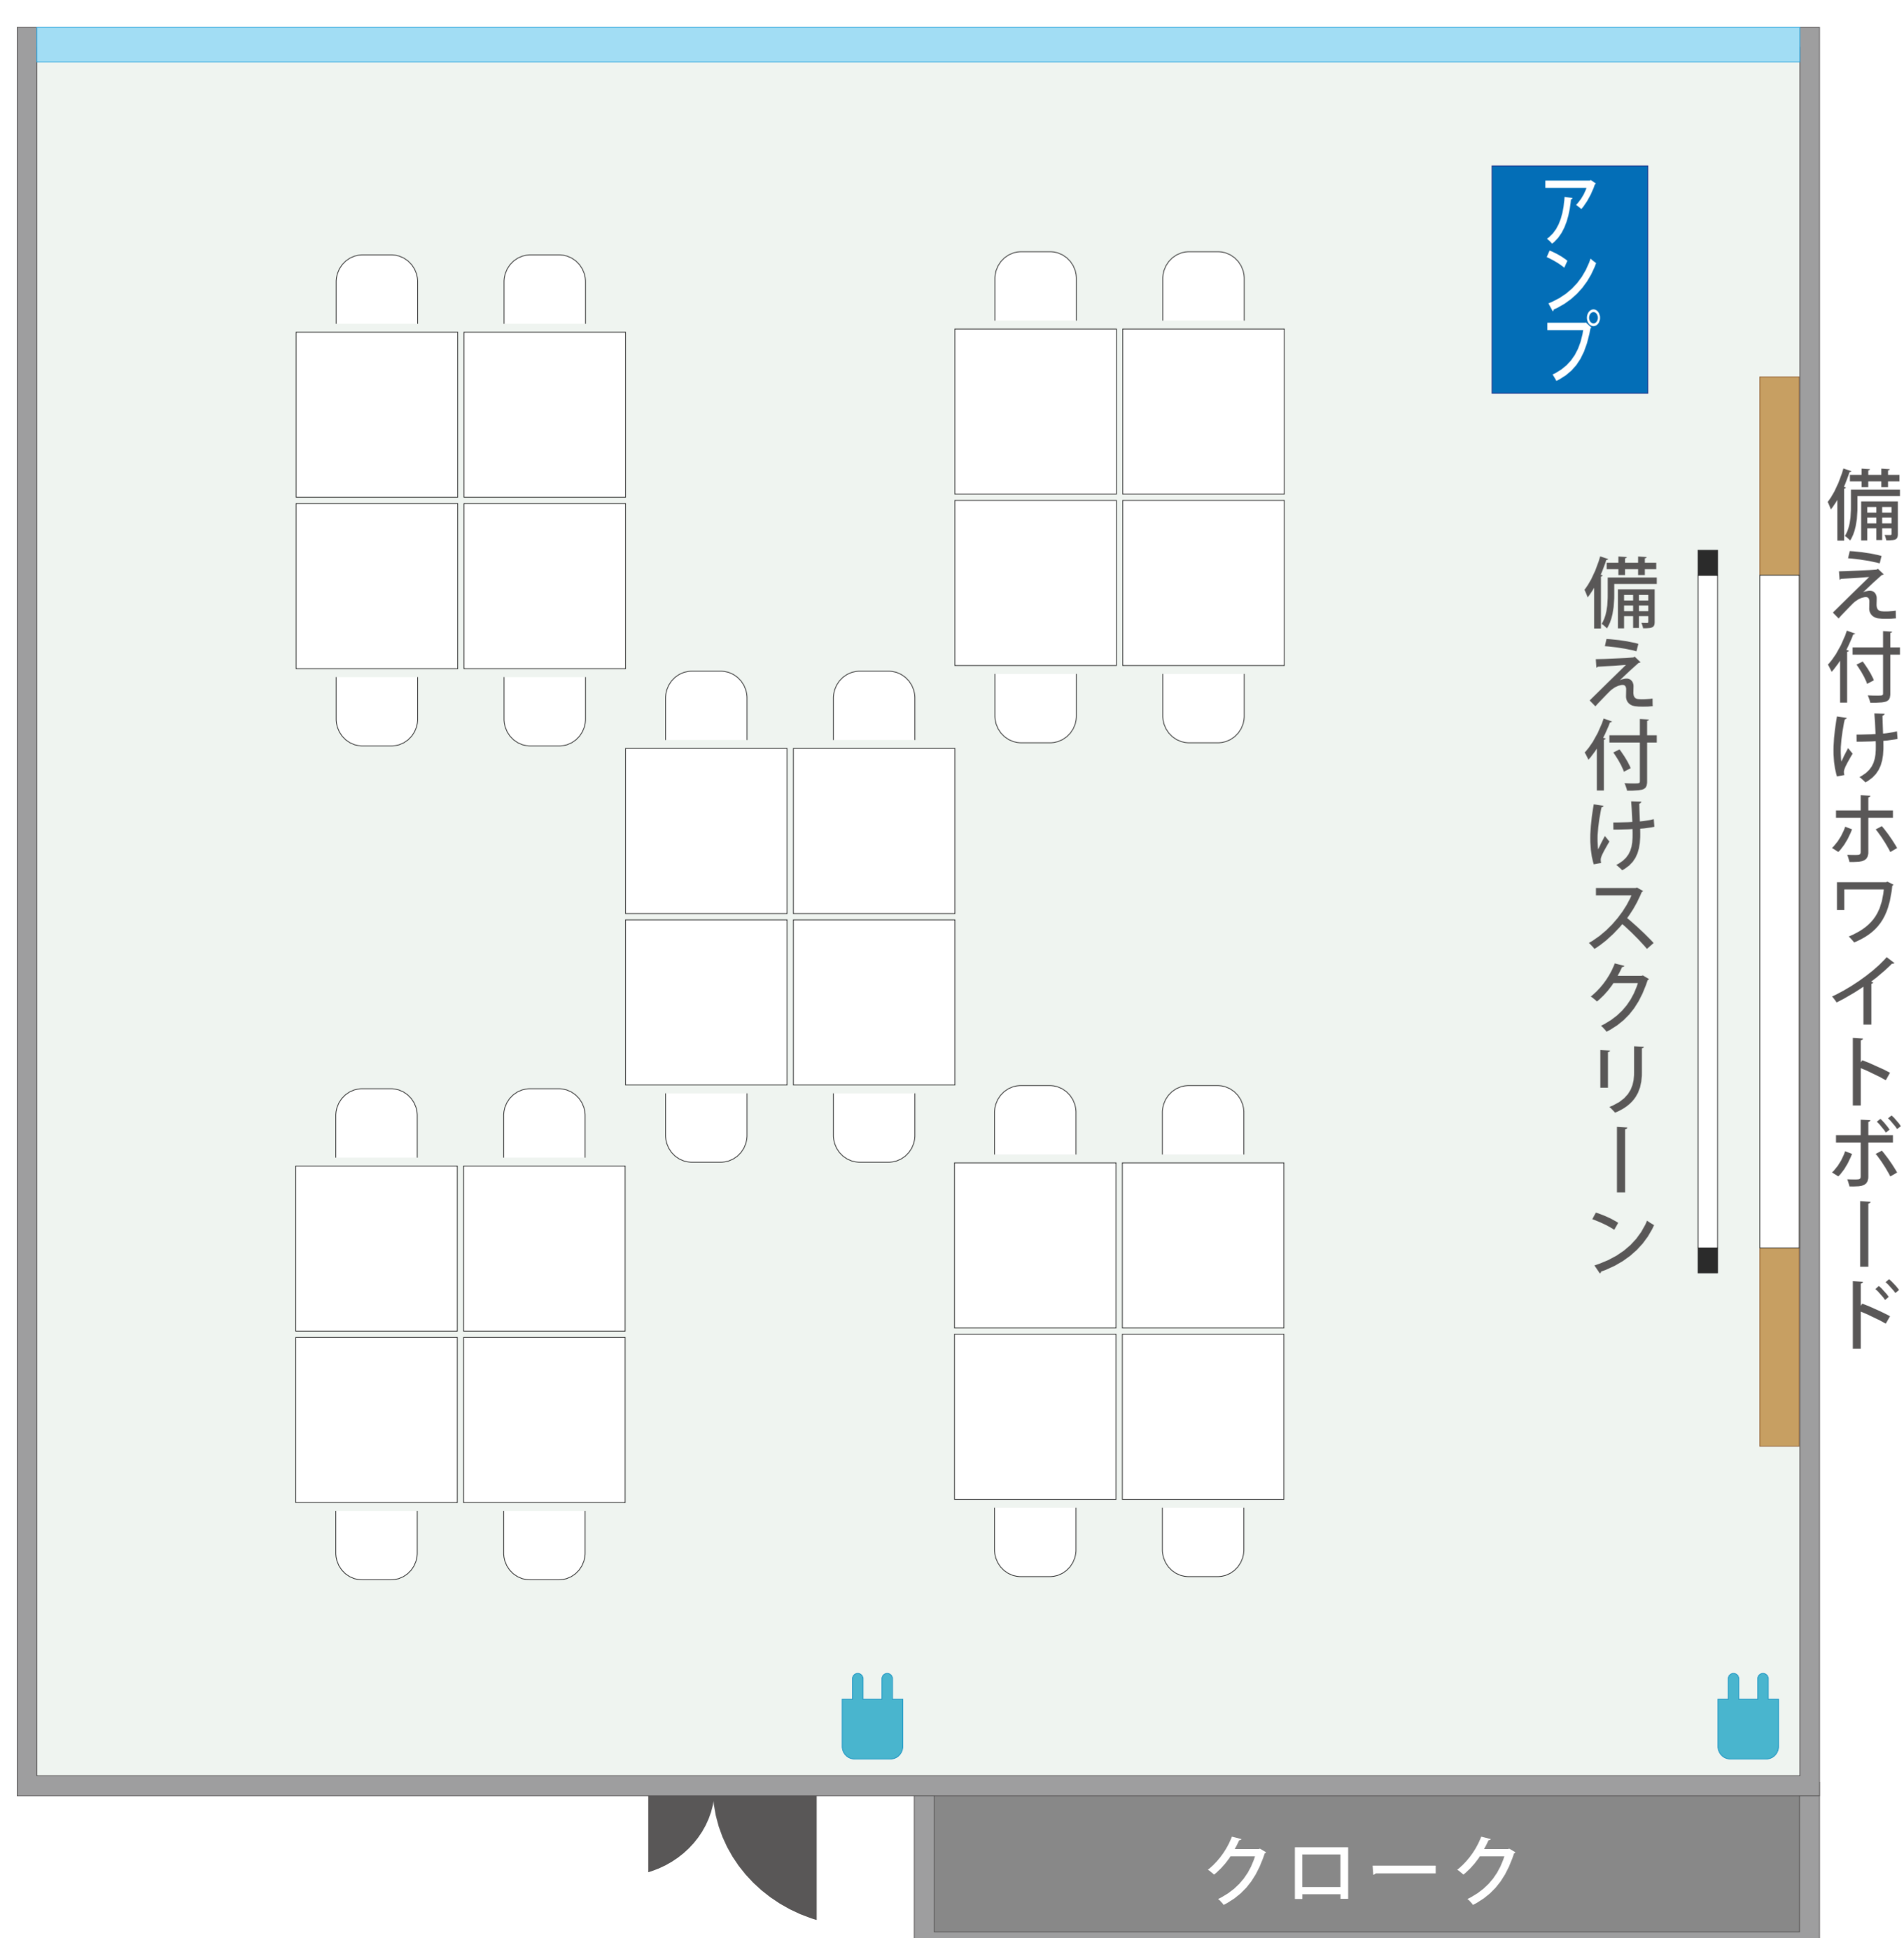 備え付けホワイトボード
備え付けスクリーン
アンプ
クローク